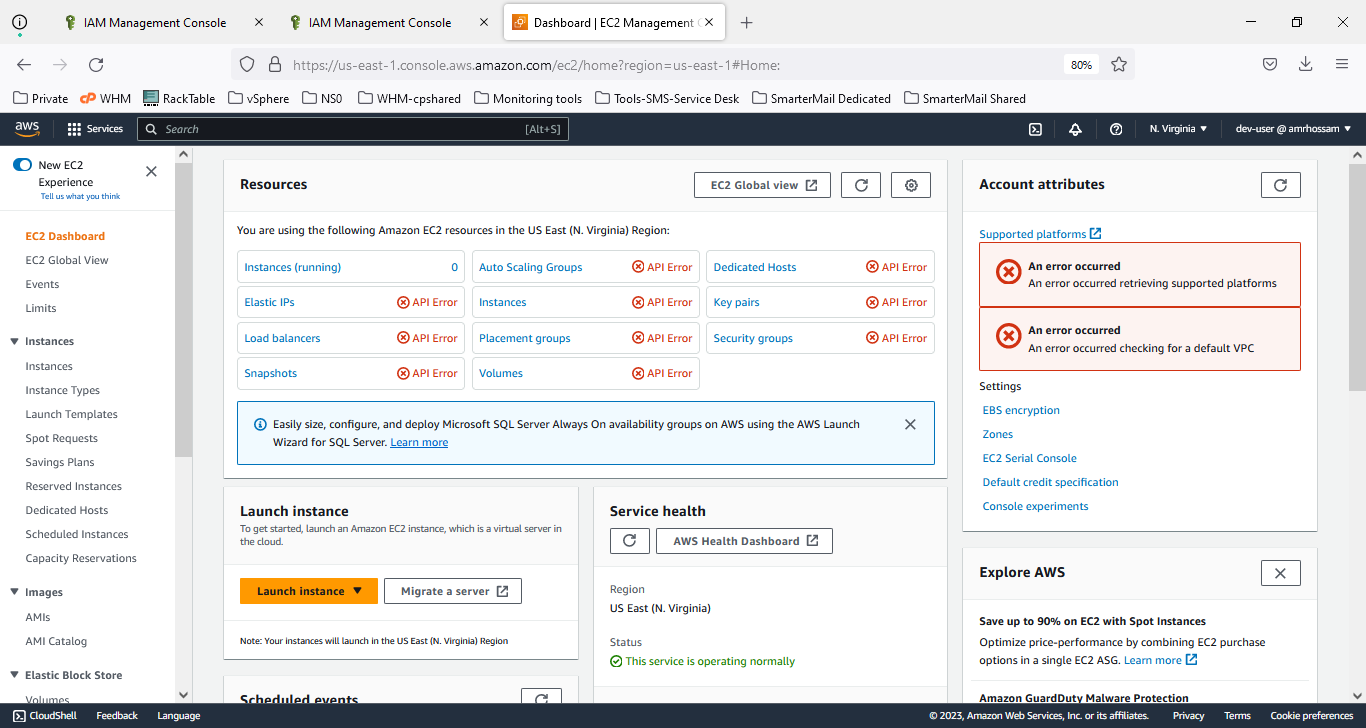 IAM Management Console
IAM Management Console
Dashboard | EC2 Management C
https://us-east-1.console.aws.amazon.com/ec2/home?region=us-east-1#Home:
80%
Private
WHM
RackTable
vSphere
NS0
WHM-cpshared
Monitoring tools
Tools-SMS-Service Desk
SmarterMail Dedicated
SmarterMail Shared
aws
Services
Search
[Alt+S]
N. Virginia
dev-user @ amrhossam
New EC2
Experience
Tell us what you think
EC2 Dashboard
EC2 Global View
Events
Limits
Instances
Instances
Instance Types
Launch Templates
Spot Requests
Savings Plans
Reserved Instances
Dedicated Hosts
Scheduled Instances
Capacity Reservations
Images
AMIs
AMI Catalog
Elastic Block Store
Volumes
Resources
EC2 Global view
You are using the following Amazon EC2 resources in the US East (N. Virginia) Region:
Instances (running) 0
Auto Scaling Groups API Error
Dedicated Hosts API Error
Elastic IPs API Error
Instances API Error
Key pairs API Error
Load balancers API Error
Placement groups API Error
Security groups API Error
Snapshots API Error
Volumes API Error
Easily size, configure, and deploy Microsoft SQL Server Always On availability groups on AWS using the AWS Launch
Wizard for SQL Server. Learn more
Launch instance
To get started, launch an Amazon EC2 instance, which is a virtual server in
the cloud.
Launch instance
Migrate a server
Note: Your instances will launch in the US East (N. Virginia) Region
Scheduled events
Service health
AWS Health Dashboard
Region
US East (N. Virginia)
Status
This service is operating normally
Account attributes
Supported platforms
An error occurred
An error occurred retrieving supported platforms
An error occurred
An error occurred checking for a default VPC
Settings
EBS encryption
Zones
EC2 Serial Console
Default credit specification
Console experiments
Explore AWS
Save up to 90% on EC2 with Spot Instances
Optimize price-performance by combining EC2 purchase
options in a single EC2 ASG. Learn more
Amazon GuardDuty Malware Protection
CloudShell
Feedback
Language
© 2023, Amazon Web Services, Inc. or its affiliates.
Privacy
Terms
Cookie preferences